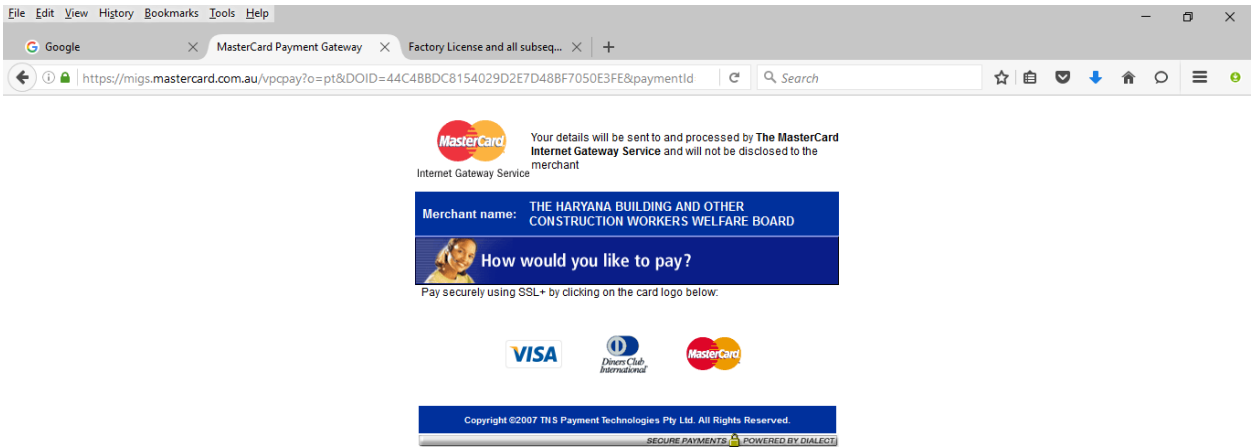 File Edit View History Bookmarks Tools Help
Google
MasterCard Payment Gateway
Factory License and all subseq...
https://migs.mastercard.com.au/vpcpay?o=pt&DOID=44C4BBDC8154029D2E7D48BF7050E3FE&paymentId
Search
MasterCard
Internet Gateway Service
Your details will be sent to and processed by The MasterCard
Internet Gateway Service and will not be disclosed to the
merchant
Merchant name:
THE HARYANA BUILDING AND OTHER
CONSTRUCTION WORKERS WELFARE BOARD
How would you like to pay?
Pay securely using SSL+ by clicking on the card logo below:
VISA
Diners Club
International
MasterCard
Copyright ©2007 TNS Payment Technologies Pty Ltd. All Rights Reserved.
SECURE PAYMENTS POWERED BY DIALECT